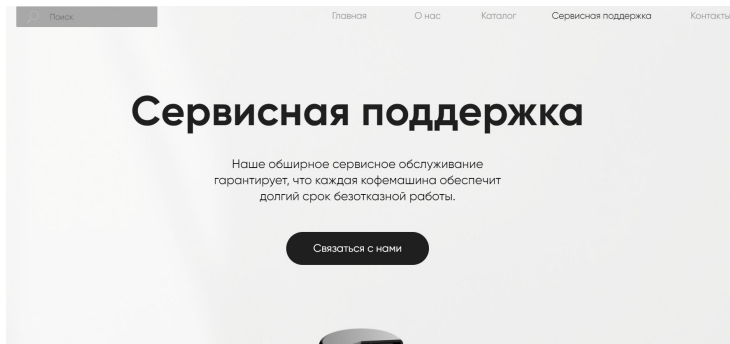 Поиск
Главная О нас Каталог Сервисная поддержка Контакты
Сервисная поддержка
Наше обширное сервисное обслуживание
гарантирует, что каждая кофемашина обеспечит
долгий срок безотказной работы.
Связаться с нами